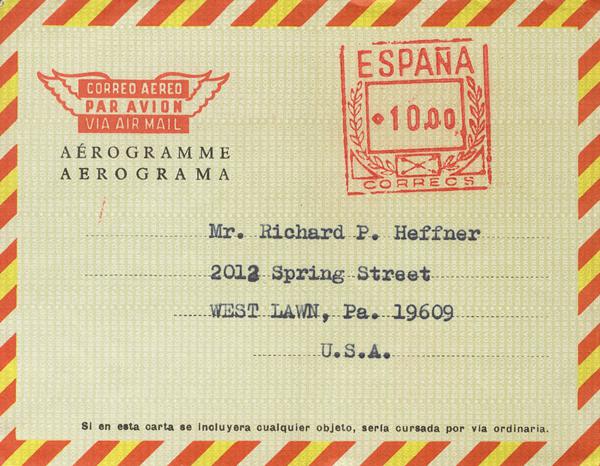 CORREO AEREO
PAR AVION
VIA AIR MAIL
AÉROGRAMME
AEROGRAMA
ESPAÑA
10.00
CORREOS
Mr. Richard P. Heffner
2012 Spring Street
WEST LAWN, Pa. 19609
U.S.A.
Si en esta carta se incluyera cualquier objeto, sería cursada por vía ordinaria.